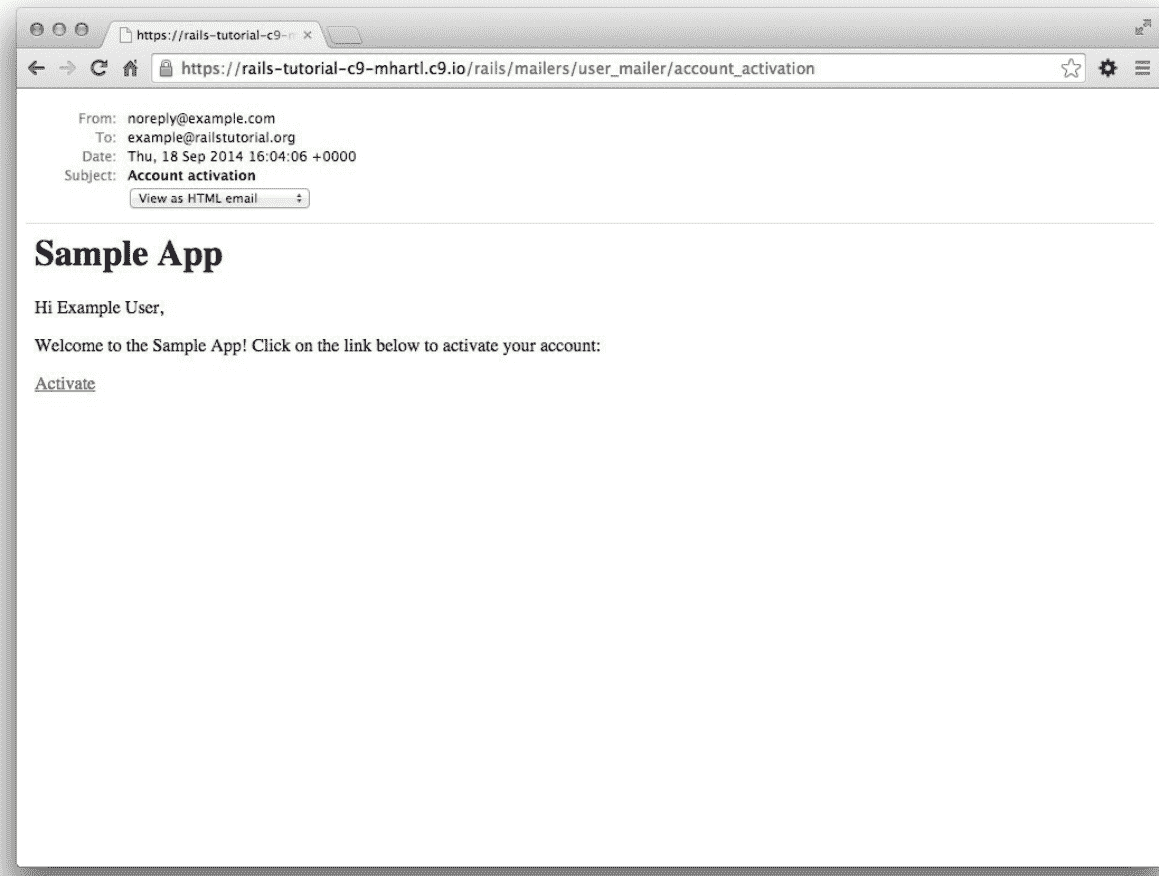 https://rails-tutorial-c9-
https://rails-tutorial-c9-mhartl.c9.io/rails/mailers/user_mailer/account_activation
From: noreply@example.com
To: example@railstutorial.org
Date: Thu, 18 Sep 2014 16:04:06 +0000
Subject: Account activation
View as HTML email
Sample App
Hi Example User,
Welcome to the Sample App! Click on the link below to activate your account:
Activate